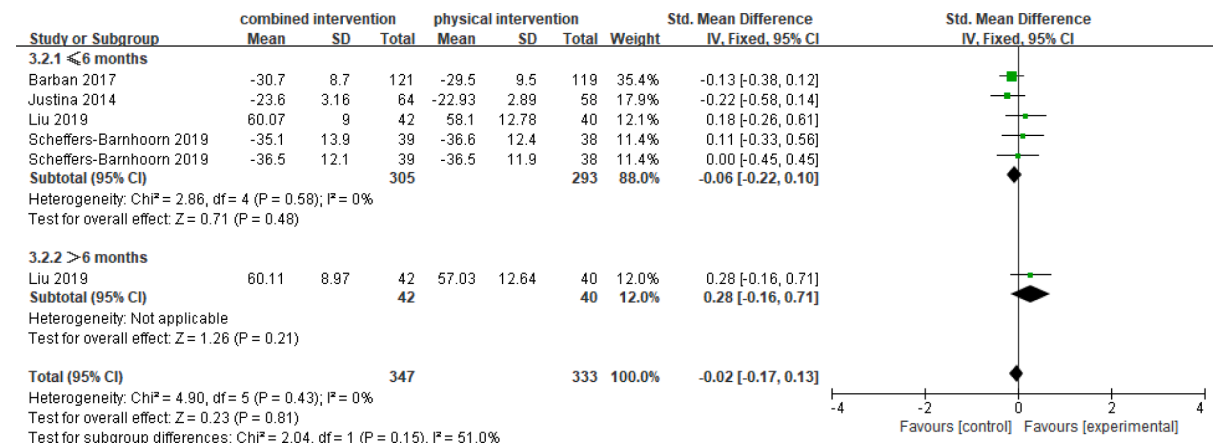 combined intervention physical intervention Std. Mean Difference Std. Mean Difference
Study or Subgroup Mean SD Total Mean SD Total Weight IV, Fixed, 95% CI IV, Fixed, 95% CI
3.2.1 ⩽6 months
Barban 2017 -30.7 8.7 121 -29.5 9.5 119 35.4% -0.13 [-0.38, 0.12]
Justina 2014 -23.6 3.16 64 -22.93 2.89 58 17.9% -0.22 [-0.58, 0.14]
Liu 2019 60.07 9 42 58.1 12.78 40 12.1% 0.18 [-0.26, 0.61]
Scheffers-Barnhoorn 2019 -35.1 13.9 39 -36.6 12.4 38 11.4% 0.11 [-0.33, 0.56]
Scheffers-Barnhoorn 2019 -36.5 12.1 39 -36.5 11.9 38 11.4% 0.00 [-0.45, 0.45]
Subtotal (95% CI) 305 293 88.0% -0.06 [-0.22, 0.10]
Heterogeneity: Chi² = 2.86, df = 4 (P = 0.58); I² = 0%
Test for overall effect: Z = 0.71 (P = 0.48)
3.2.2 >6 months
Liu 2019 60.11 8.97 42 57.03 12.64 40 12.0% 0.28 [-0.16, 0.71]
Subtotal (95% CI) 42 40 12.0% 0.28 [-0.16, 0.71]
Heterogeneity: Not applicable
Test for overall effect: Z = 1.26 (P = 0.21)
Total (95% CI) 347 333 100.0% -0.02 [-0.17, 0.13]
Heterogeneity: Chi² = 4.90, df = 5 (P = 0.43); I² = 0%
Test for overall effect: Z = 0.23 (P = 0.81)
Test for subgroup differences: Chi² = 2.04, df = 1 (P = 0.15), I² = 51.0%
-4 -2 0 2 4
Favours [control] Favours [experimental]